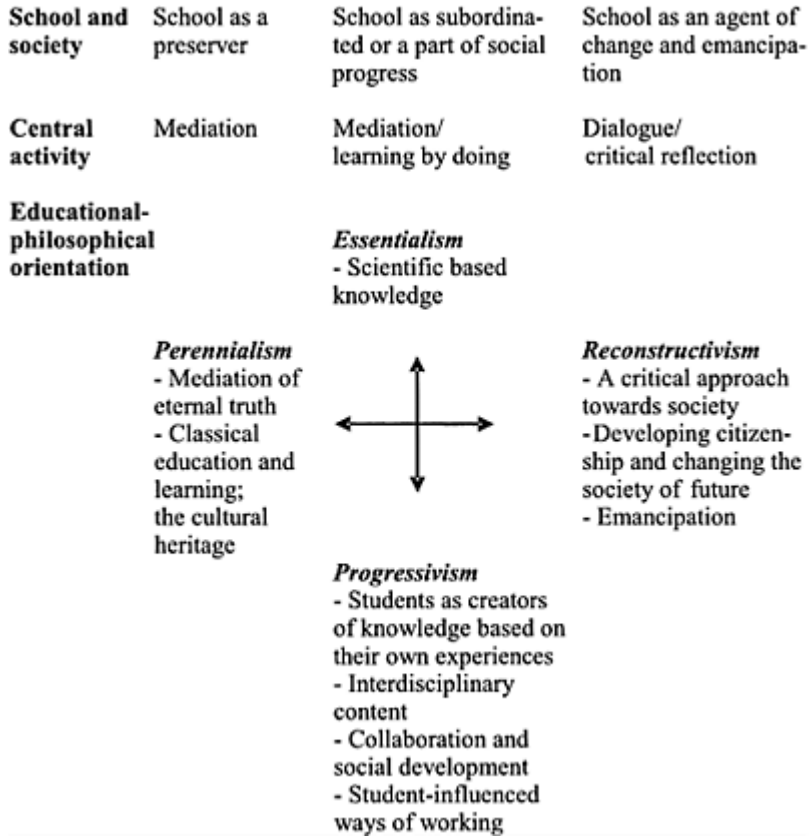 School and
society
School as a
preserver
School as subordina-
ted or a part of social
progress
School as an agent of
change and emancipa-
tion
Central
activity
Mediation
Mediation/
learning by doing
Dialogue/
critical reflection
Educational-
philosophical
orientation
Essentialism
- Scientific based
knowledge
Perennialism
- Mediation of
eternal truth
- Classical
education and
learning;
the cultural
heritage
Reconstructivism
- A critical approach
towards society
-Developing citizen-
ship and changing the
society of future
- Emancipation
Progressivism
- Students as creators
of knowledge based on
their own experiences
- Interdisciplinary
content
- Collaboration and
social development
- Student-influenced
ways of working